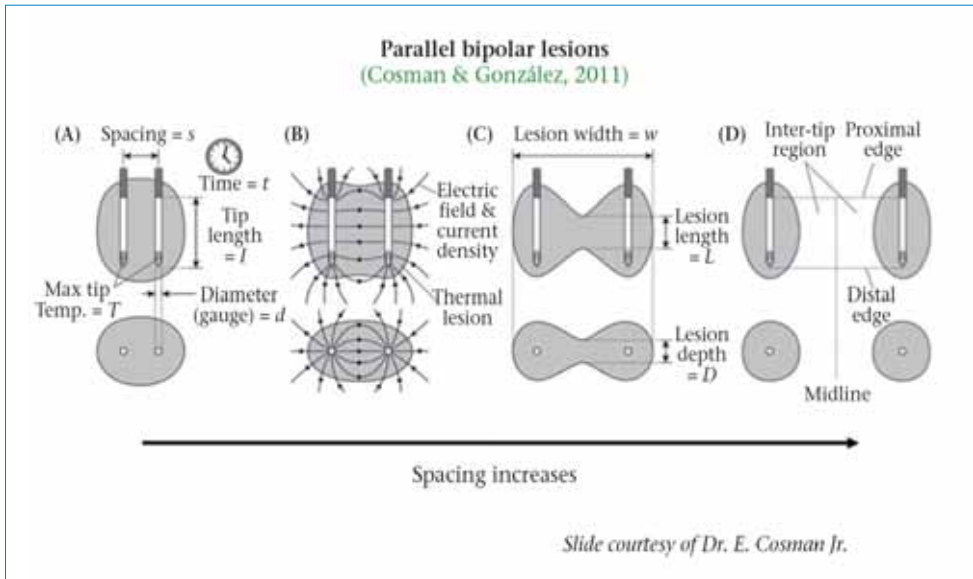 Parallel bipolar lesions
(Cosman & González, 2011)
(A)
Spacing = s
Time = t
Tip
length
= l
Max tip
Temp. = T
Diameter
(gauge) = d
(B)
Electric
field &
current
density
Thermal
lesion
(C)
Lesion width = w
Lesion
length
= L
Lesion
depth
= D
(D)
Inter-tip
region
Proximal
edge
Distal
edge
Midline
Spacing increases
Slide courtesy of Dr. E. Cosman Jr.